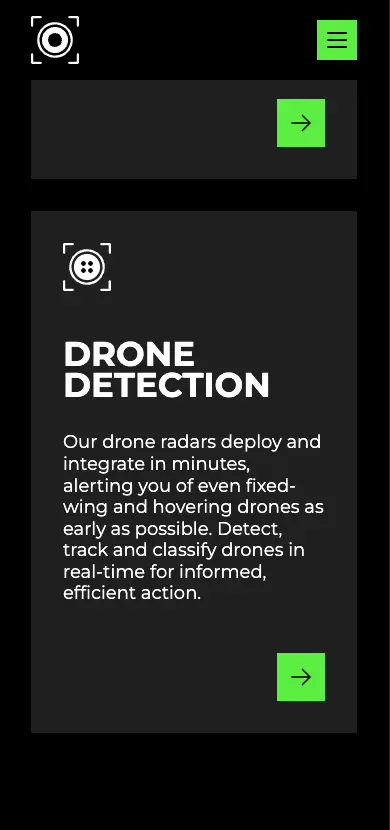 DRONE
DETECTION
Our drone radars deploy and
integrate in minutes,
alerting you of even fixed-
wing and hovering drones as
early as possible. Detect,
track and classify drones in
real-time for informed,
efficient action.